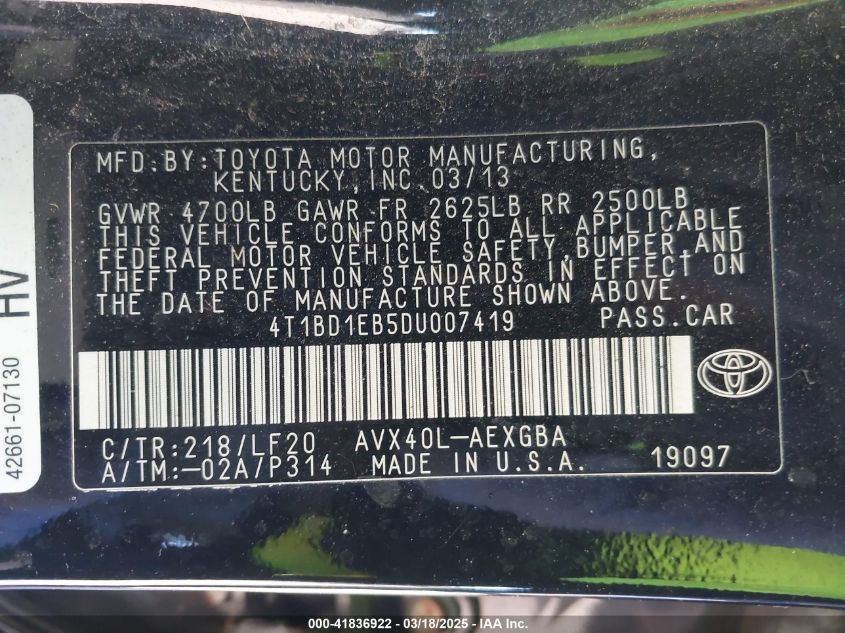 MFD.BY:TOYOTA MOTOR MANUFACTURING,
KENTUCKY,INC.03/13
GVWR 4700LB GAWR FR 2625LB RR 2500LB
THIS VEHICLE CONFORMS TO ALL APPLICABLE
FEDERAL MOTOR VEHICLE SAFETY,BUMPER,AND
THEFT PREVENTION STANDARDS IN EFFECT ON
THE DATE OF MANUFACTURE SHOWN ABOVE.
4T1BD1EB5DU007419 PASS.CAR
C/TR:218/LF20 AVX40L-AEXGBA
A/TM:-02A/P314 MADE IN U.S.A. 19097
42661-07130 HV
000-41836922 - 03/18/2025 - IAA Inc.